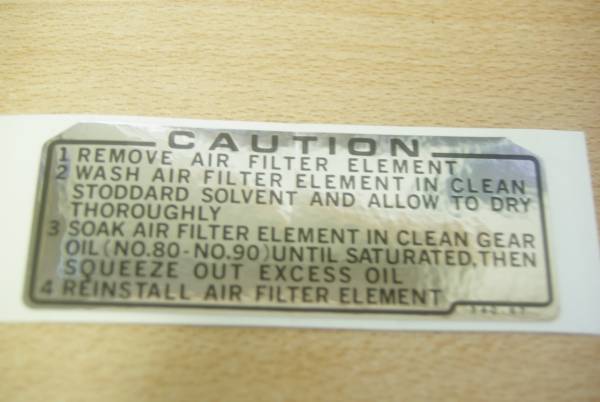 CAUTION
1 REMOVE AIR FILTER ELEMENT
2 WASH AIR FILTER ELEMENT IN CLEAN
STODDARD SOLVENT AND ALLOW TO DRY
THOROUGHLY
3 SOAK AIR FILTER ELEMENT IN CLEAN GEAR
OIL(NO.80-NO.90)UNTIL SATURATED,THEN
SQUEEZE OUT EXCESS OIL
4 REINSTALL AIR FILTER ELEMENT